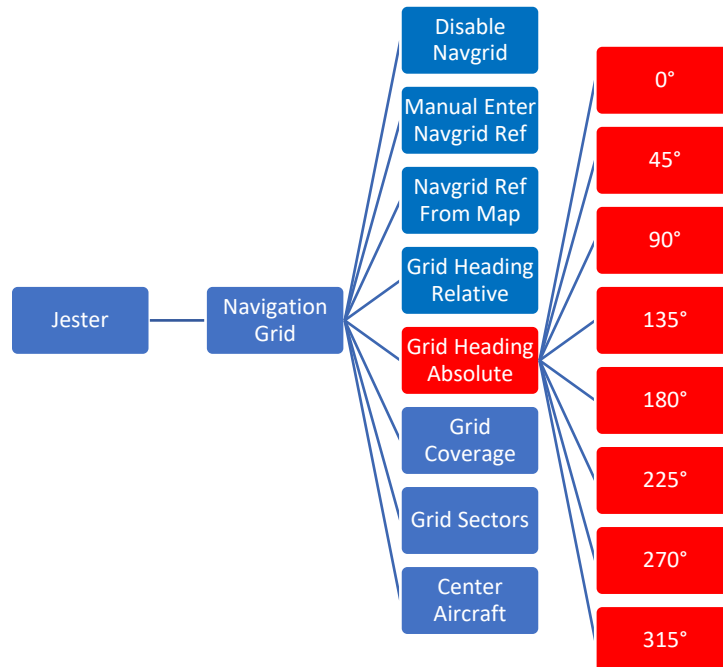 Jester
Navigation
Grid
Disable
Navgrid
Manual Enter
Navgrid Ref
Navgrid Ref
From Map
Grid Heading
Relative
Grid Heading
Absolute
Grid
Coverage
Grid Sectors
Center
Aircraft
0°
45°
90°
135°
180°
225°
270°
315°